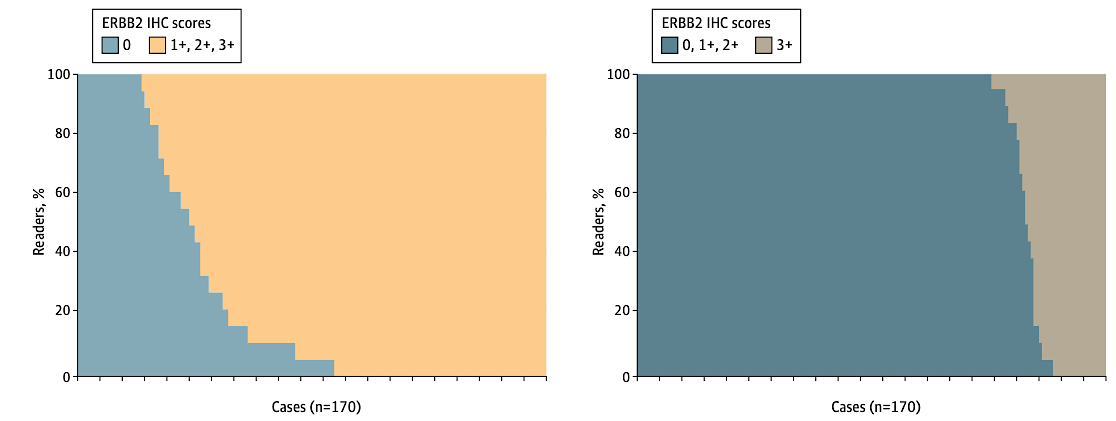 ERBB2 IHC scores
0 1+, 2+, 3+
100
80
60
40
20
0
Readers, %
Cases (n=170)
ERBB2 IHC scores
0, 1+, 2+ 3+
100
80
60
40
20
0
Readers, %
Cases (n=170)